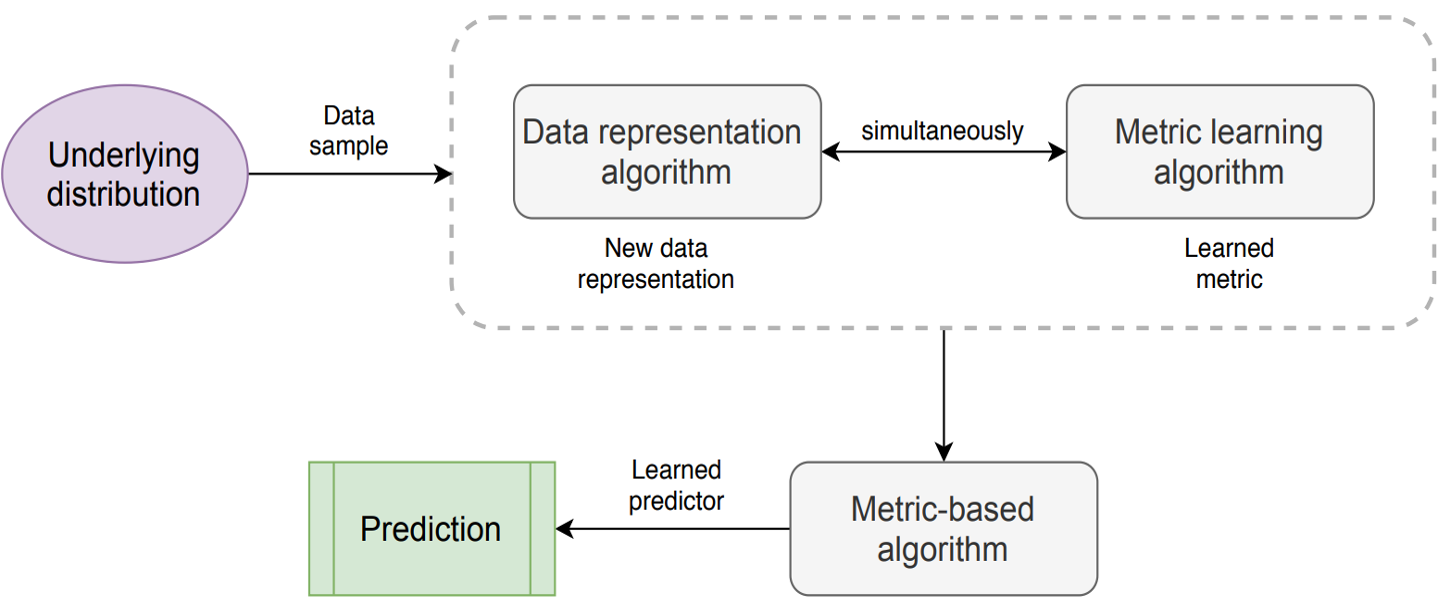 Data
sample
Underlying
distribution
Data representation
algorithm
simultaneously
Metric learning
algorithm
New data
representation
Learned
metric
Prediction
Learned
predictor
Metric-based
algorithm